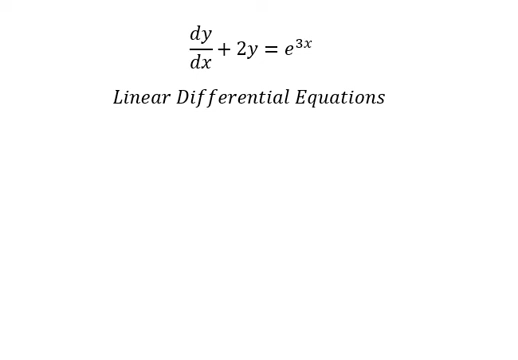 dy/dx + 2y = e^{3x}
Linear Differential Equations